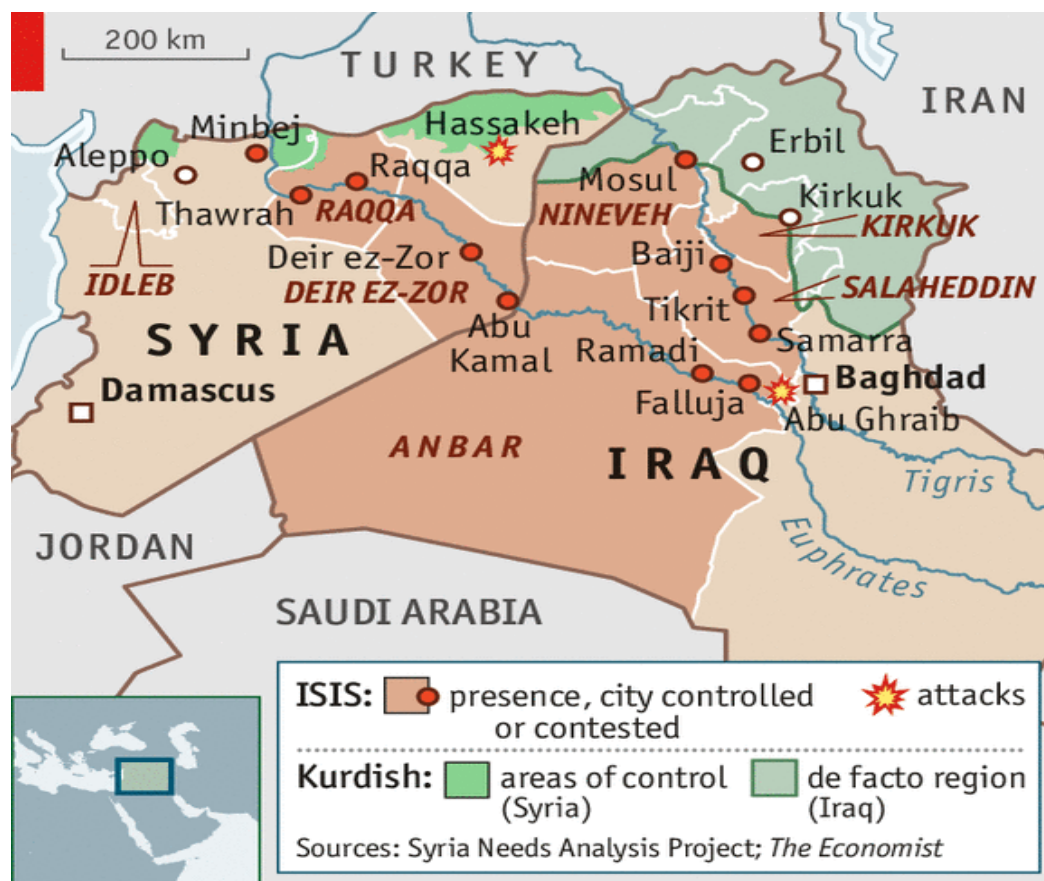 200 km
TURKEY
IRAN
Minbej
Hassakeh
Aleppo
Erbil
Raqqa
Mosul
Kirkuk
Thawrah
RAQQA
NINEVEH
KIRKUK
Deir ez-Zor
Baiji
IDLEB
DEIR EZ-ZOR
SALAHEDDIN
Tikrit
SYRIA
Abu
Kamal
Samarra
Ramadi
Damascus
Baghdad
Falluja
Abu Ghraib
ANBAR
IRAQ
Tigris
JORDAN
Euphrates
SAUDI ARABIA
ISIS: presence, city controlled
or contested
attacks
Kurdish: areas of control
(Syria)
de facto region
(Iraq)
Sources: Syria Needs Analysis Project; The Economist